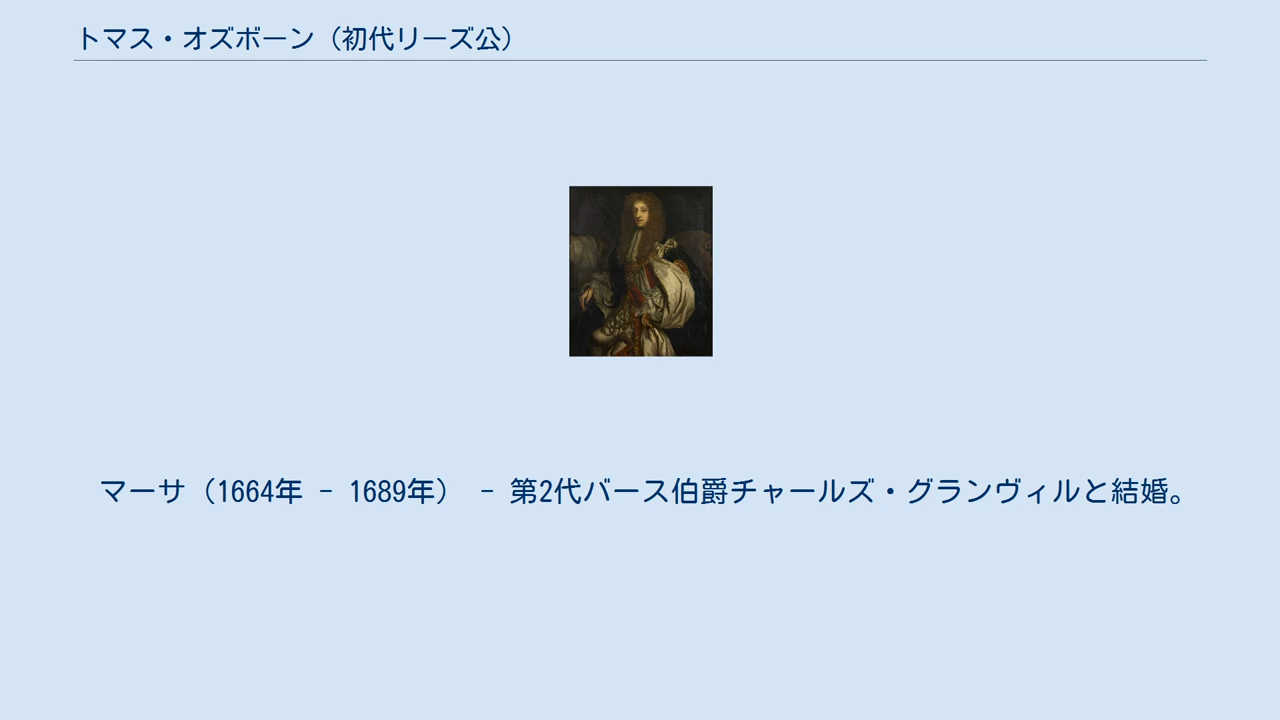 トマス・オズボーン（初代リーズ公）
マーサ（1664年 - 1689年） - 第2代バース伯爵チャールズ・グランヴィルと結婚。